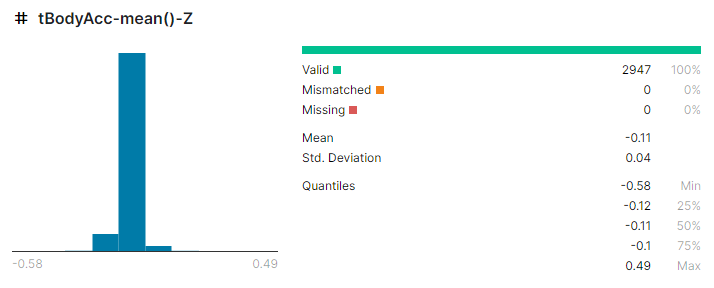 # tBodyAcc-mean()-Z
Valid 2947 100%
Mismatched 0 0%
Missing 0 0%
Mean -0.11
Std. Deviation 0.04
Quantiles -0.58 Min
-0.12 25%
-0.11 50%
-0.1 75%
0.49 Max
-0.58 0.49